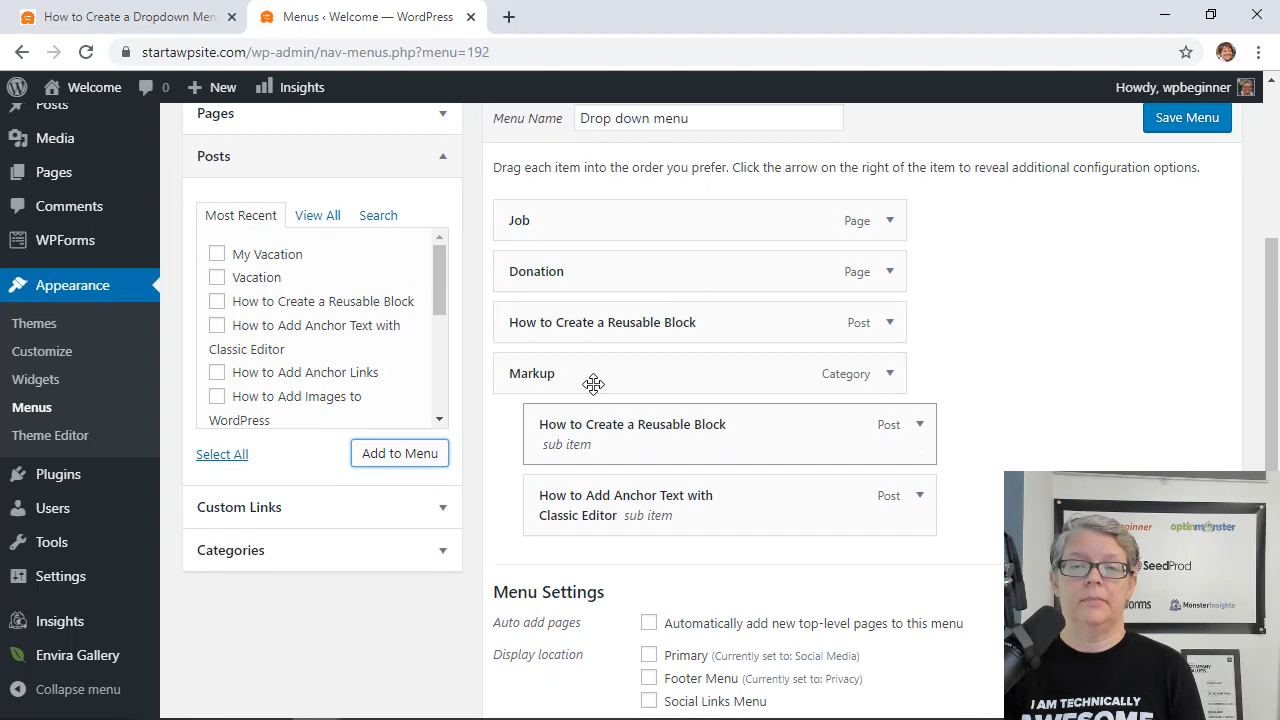 How to Create a Dropdown Men
Menus ‹ Welcome — WordPress
startawpsite.com/wp-admin/nav-menus.php?menu=192
Welcome
0
New
Insights
Howdy, wpbeginner
Posts
Media
Pages
Comments
WPForms
Appearance
Themes
Customize
Widgets
Menus
Theme Editor
Plugins
Users
Tools
Settings
Insights
Envira Gallery
Collapse menu
Pages
Posts
Most Recent
View All
Search
My Vacation
Vacation
How to Create a Reusable Block
How to Add Anchor Text with
Classic Editor
How to Add Anchor Links
How to Add Images to
WordPress
Select All
Add to Menu
Custom Links
Categories
Menu Name
Drop down menu
Save Menu
Drag each item into the order you prefer. Click the arrow on the right of the item to reveal additional configuration options.
Job
Page
Donation
Page
How to Create a Reusable Block
Post
Markup
Category
How to Create a Reusable Block
Post
sub item
How to Add Anchor Text with
Post
Classic Editor sub item
Menu Settings
Auto add pages
Automatically add new top-level pages to this menu
Display location
Primary (Currently set to: Social Media)
Footer Menu (Currently set to: Privacy)
Social Links Menu
optinmonster
SeedProd
MonsterInsights
I AM TECHNICALLY
AWESOME